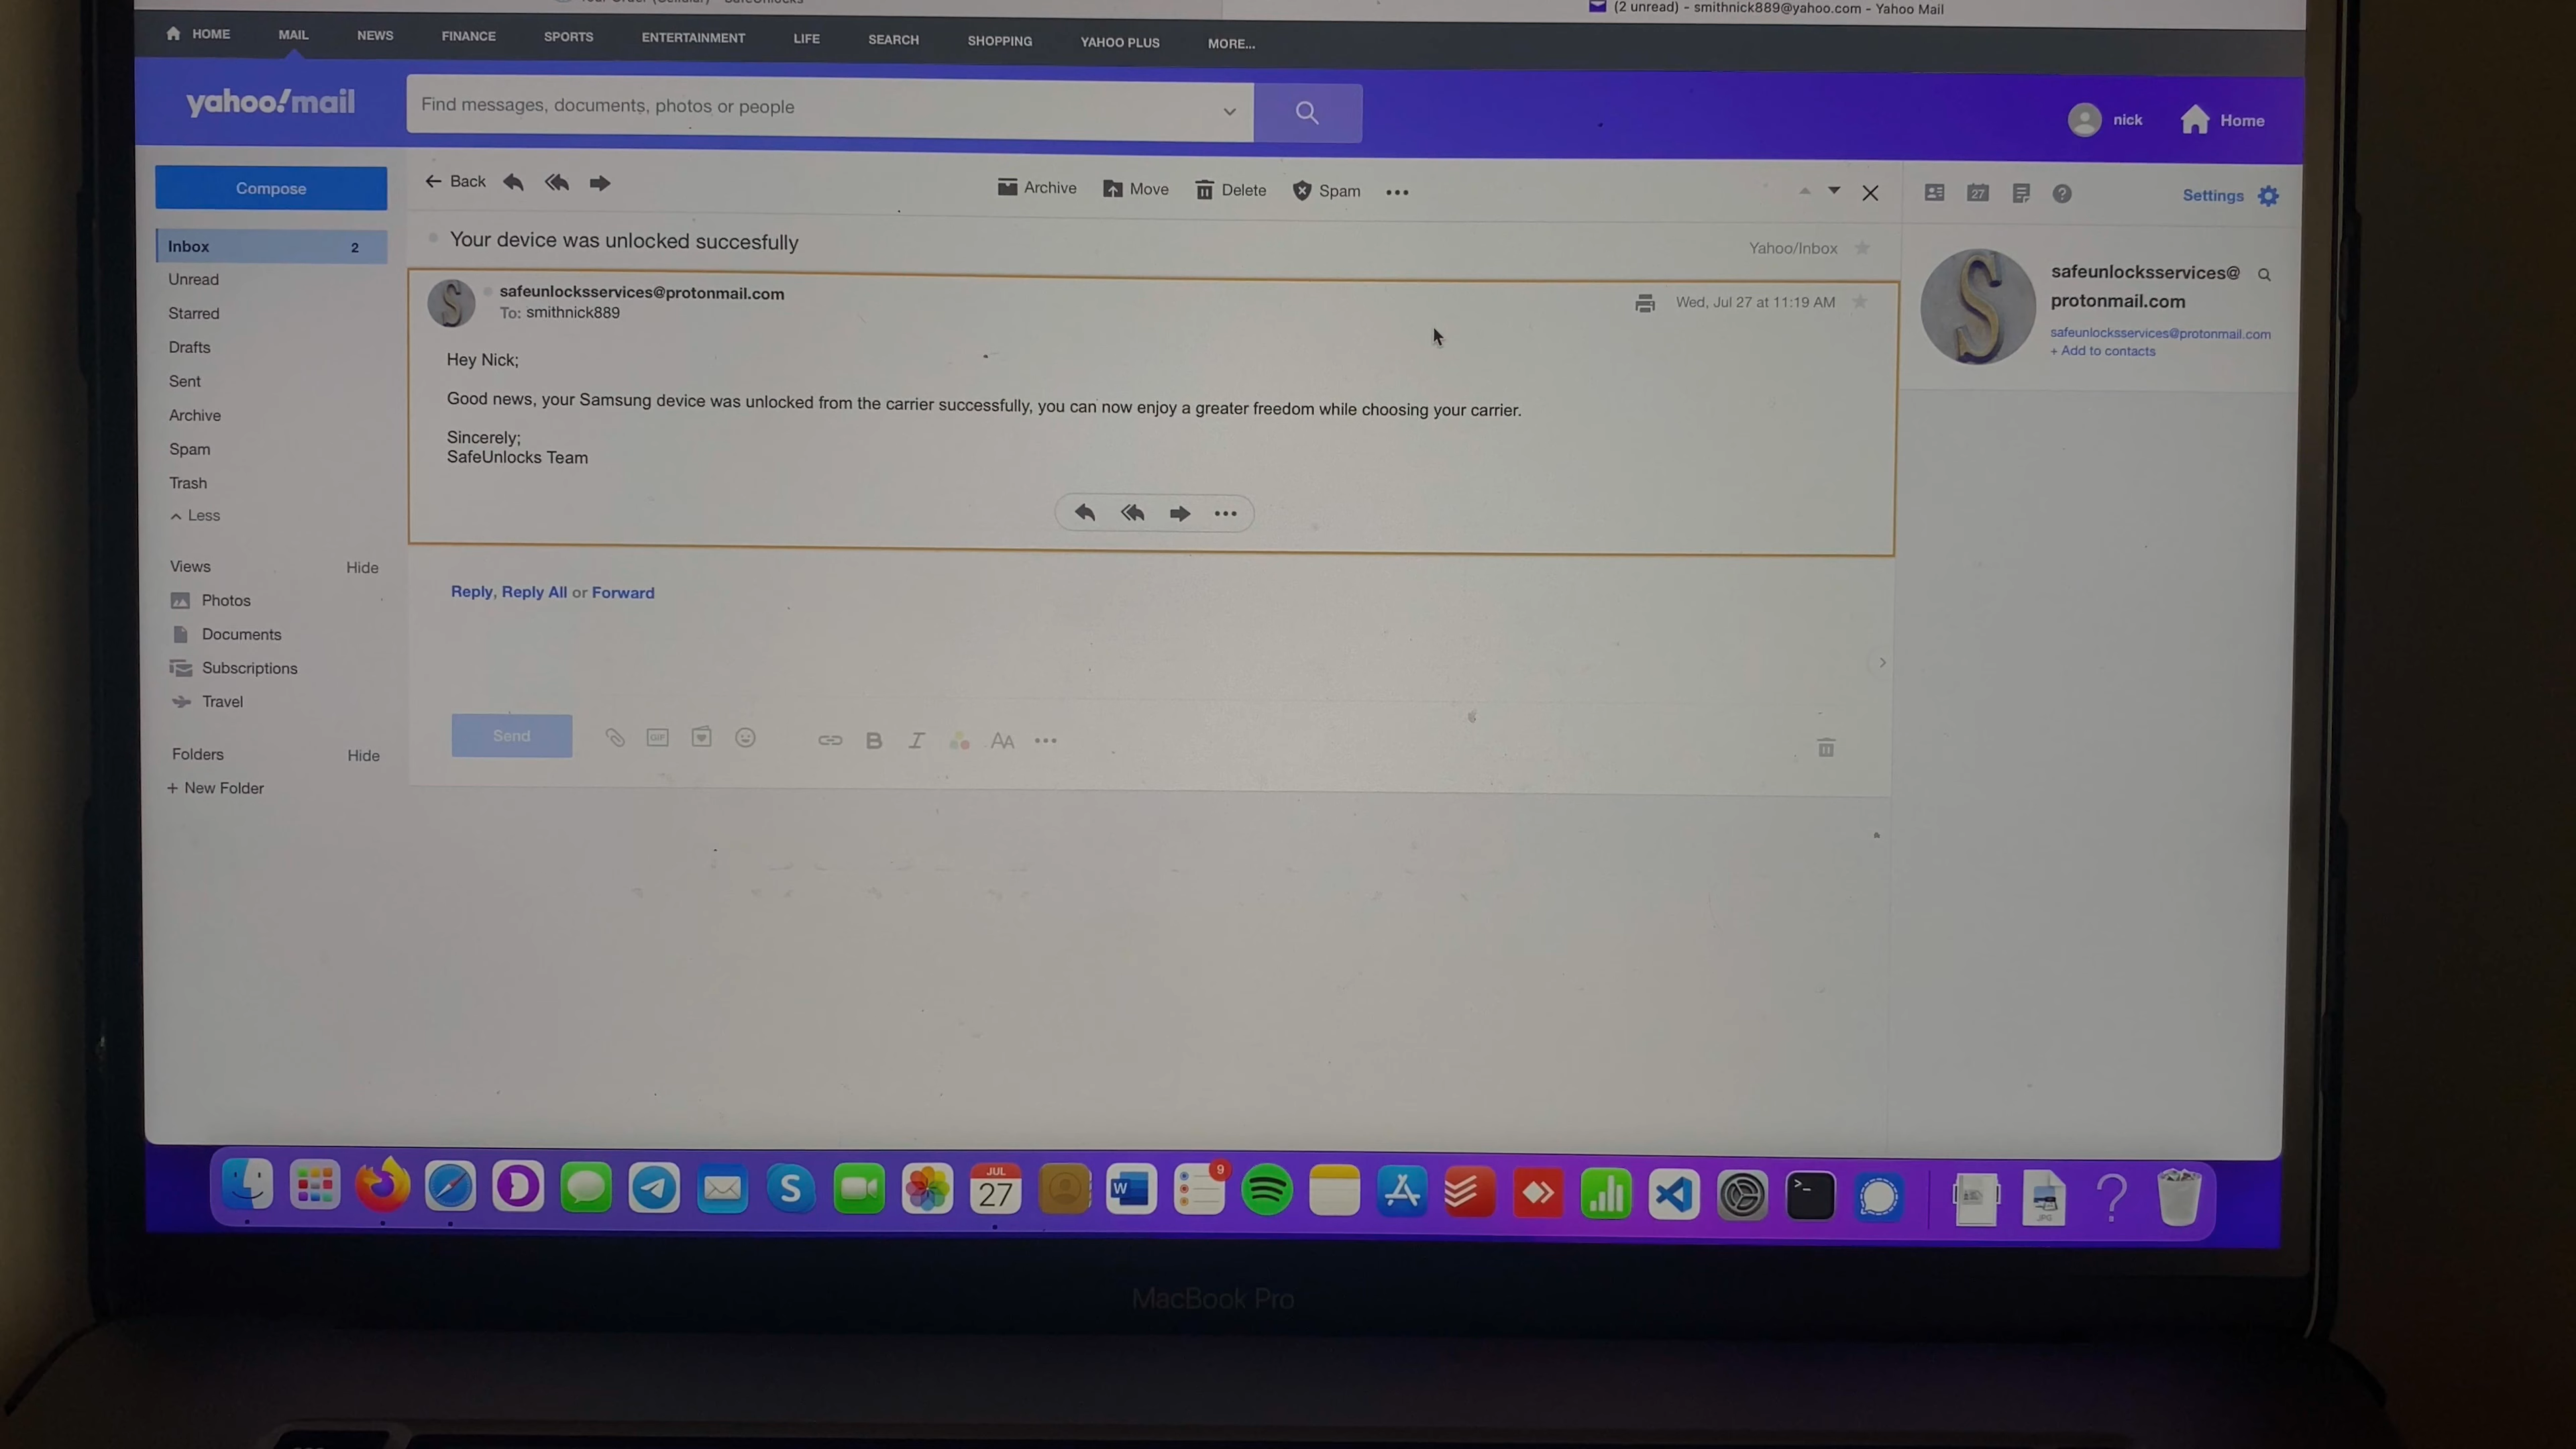 (2 unread) - smithnick889@yahoo.com - Yahoo Mail
HOME MAIL NEWS FINANCE SPORTS ENTERTAINMENT LIFE SEARCH SHOPPING YAHOO PLUS MORE...
yahoo!mail
Find messages, documents, photos or people
nick
Home
Compose
Back
Archive Move Delete Spam
27
Settings
Inbox 2
Unread
Starred
Drafts
Sent
Archive
Spam
Trash
Less
Views Hide
Photos
Documents
Subscriptions
Travel
Folders Hide
+ New Folder
Your device was unlocked succesfully
Yahoo/Inbox
S
safeunlocksservices@protonmail.com
To: smithnick889
Wed, Jul 27 at 11:19 AM
Hey Nick;
Good news, your Samsung device was unlocked from the carrier successfully, you can now enjoy a greater freedom while choosing your carrier.
Sincerely;
SafeUnlocks Team
Reply, Reply All or Forward
Send
GIF
B I AA
S
safeunlocksservices@
protonmail.com
safeunlocksservices@protonmail.com
+ Add to contacts
S
JUL
27
W
9
>_
JPG
?
MacBook Pro